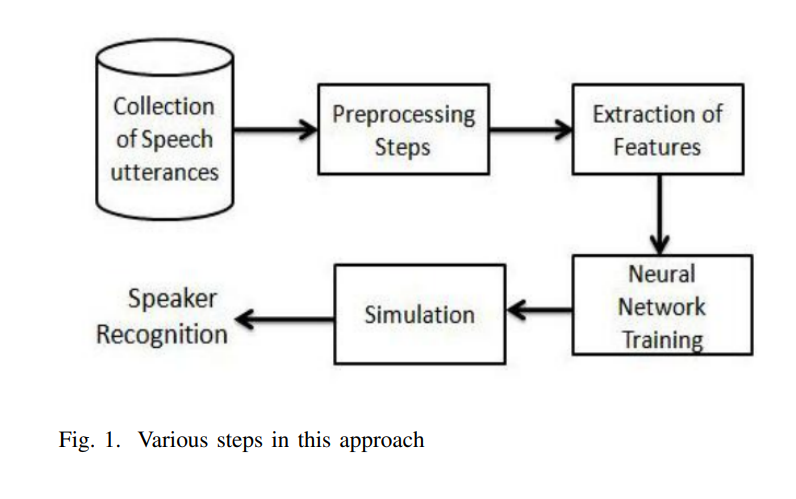 Collection
of Speech
utterances
Preprocessing
Steps
Extraction of
Features
Neural
Network
Training
Simulation
Speaker
Recognition
Fig. 1. Various steps in this approach